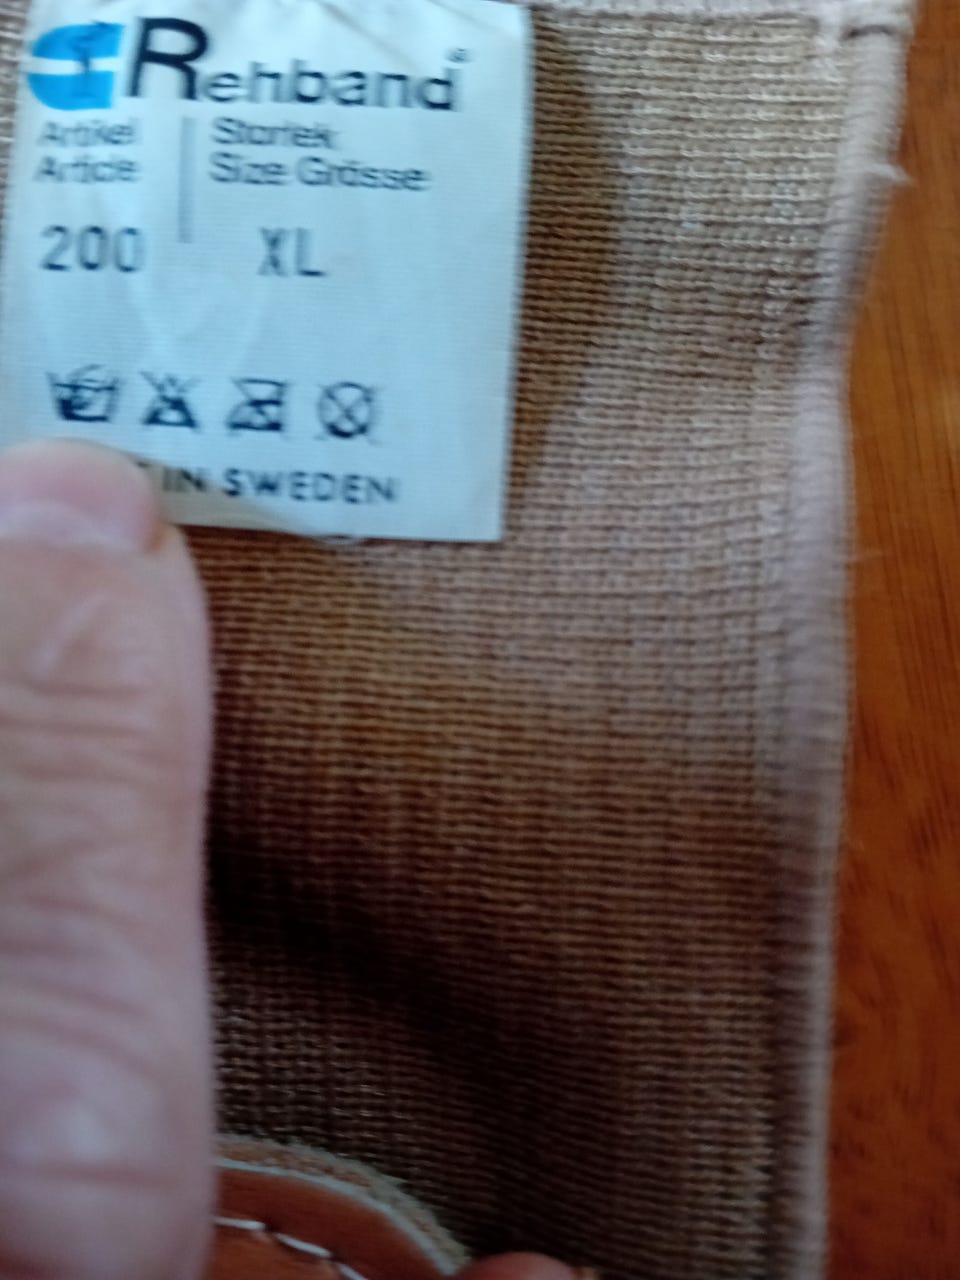 Rehband
Artikel Storlek
Article Size Grösse
200 XL
IN SWEDEN